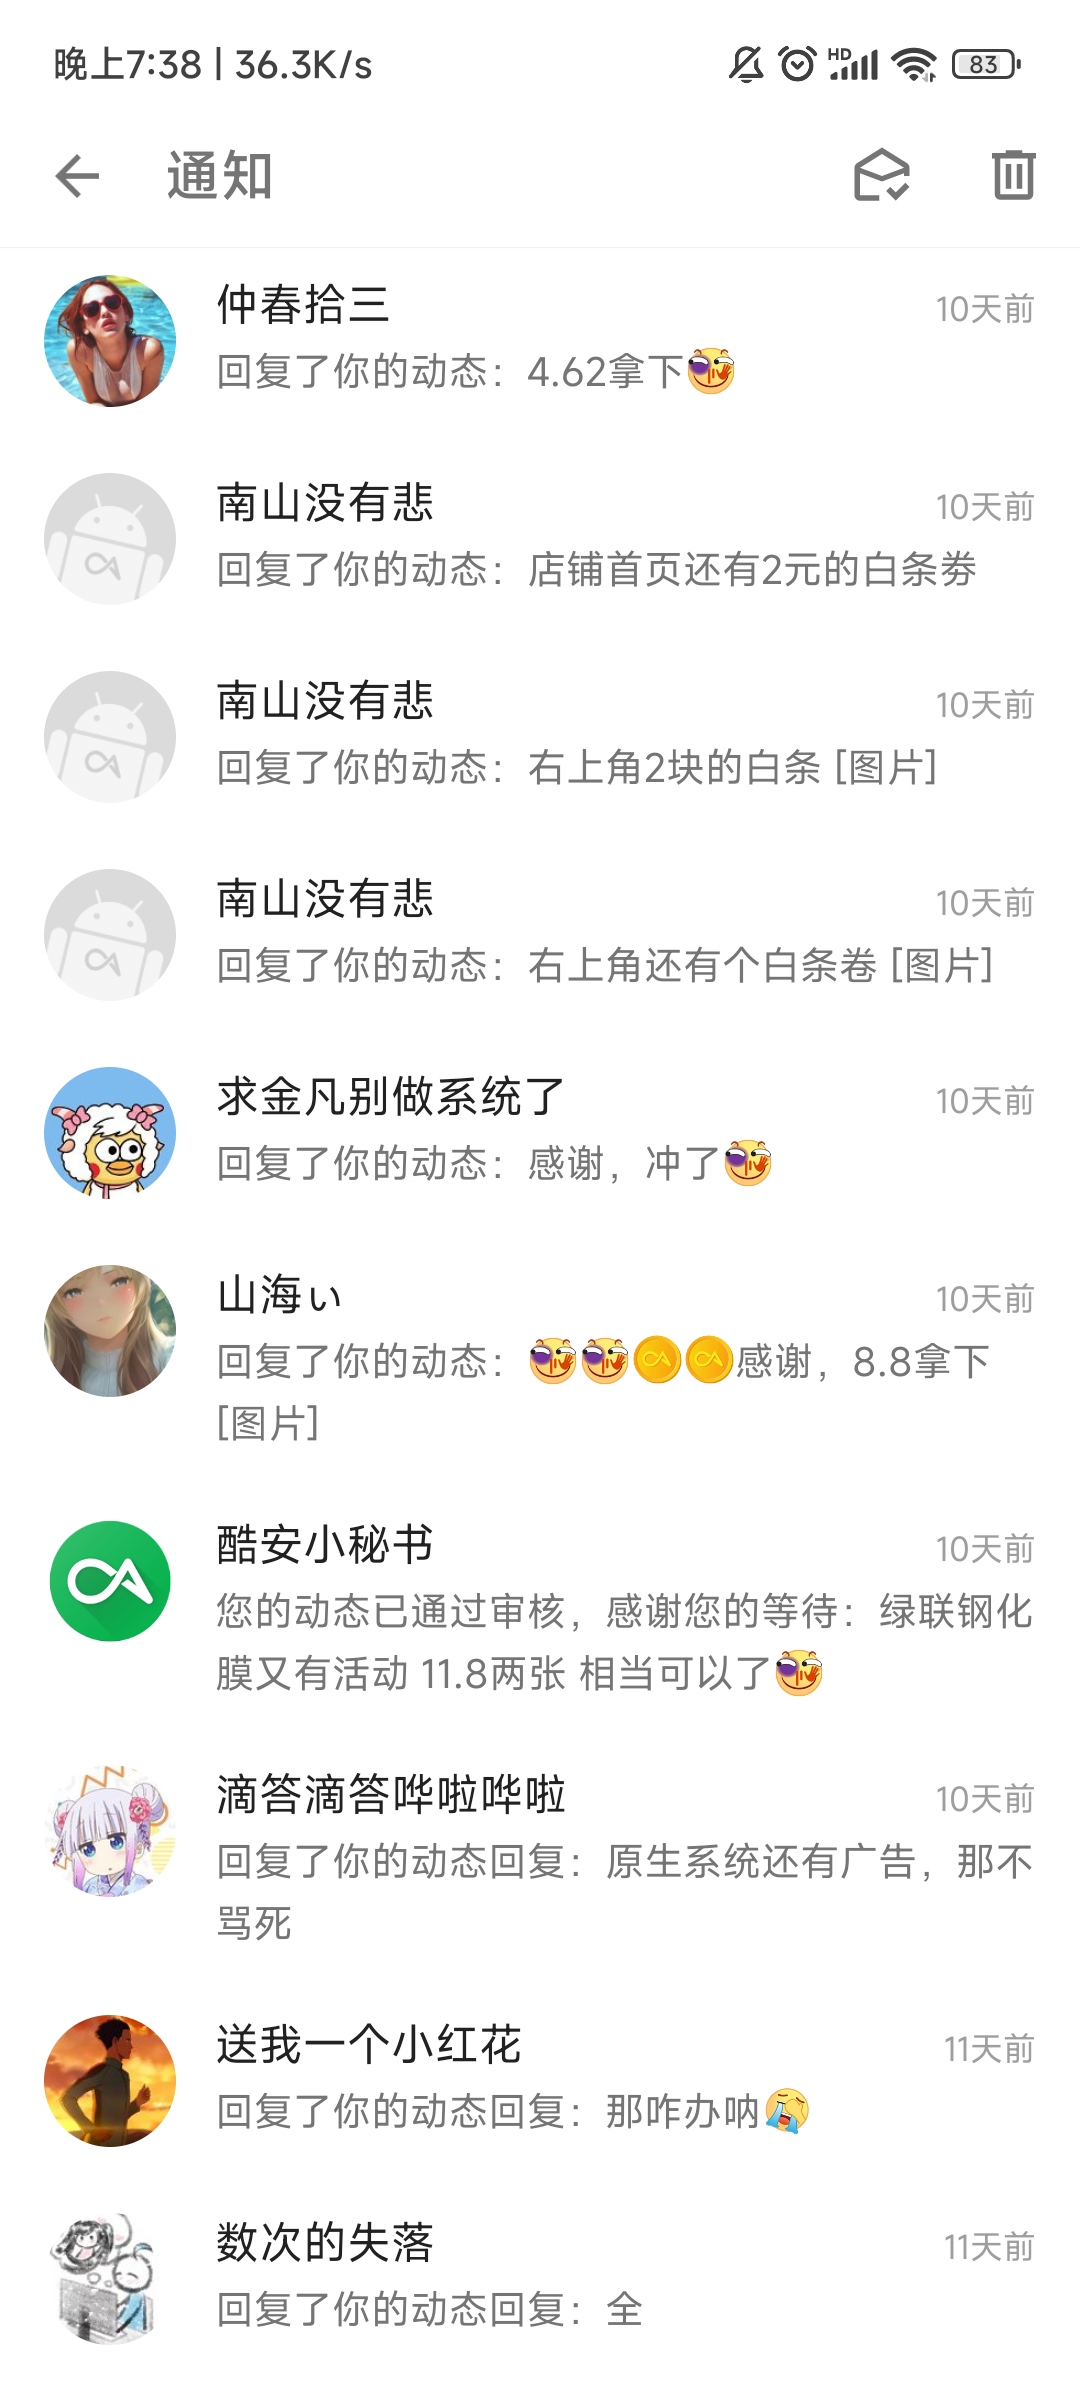 晚上7:38 | 36.3K/s
HD
83
通知
仲春拾三
10天前
回复了你的动态：4.62拿下
南山没有悲
10天前
回复了你的动态：店铺首页还有2元的白条劵
南山没有悲
10天前
回复了你的动态：右上角2块的白条 [图片]
南山没有悲
10天前
回复了你的动态：右上角还有个白条卷 [图片]
求金凡别做系统了
10天前
回复了你的动态：感谢，冲了
山海ぃ
10天前
回复了你的动态：感谢，8.8拿下
[图片]
酷安小秘书
10天前
您的动态已通过审核，感谢您的等待：绿联钢化
膜又有活动 11.8两张 相当可以了
滴答滴答哗啦哗啦
10天前
回复了你的动态回复：原生系统还有广告，那不
骂死
送我一个小红花
11天前
回复了你的动态回复：那咋办呐
数次的失落
11天前
回复了你的动态回复：全